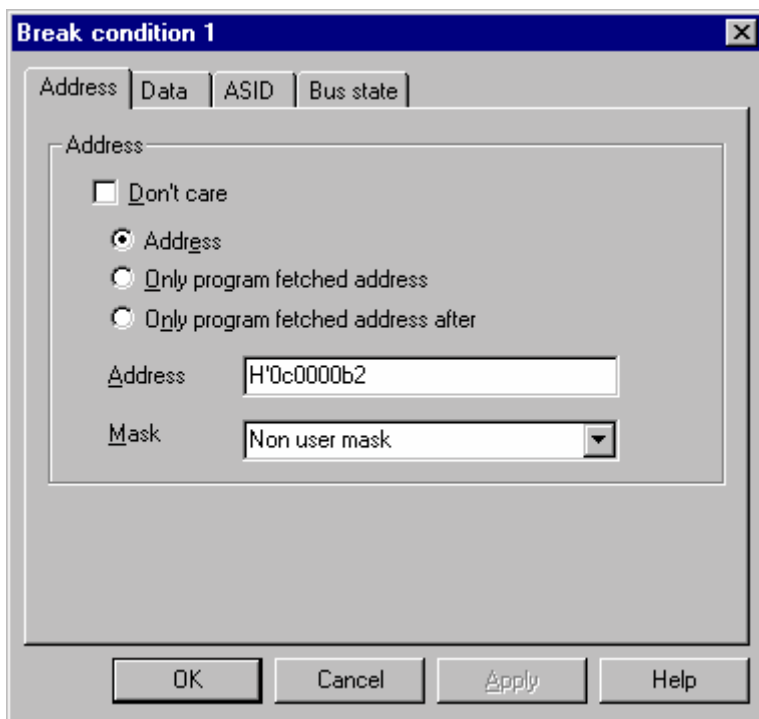 Break condition 1
Address Data ASID Bus state
Address
Don't care
Address
Only program fetched address
Only program fetched address after
Address H'0c0000b2
Mask Non user mask
OK Cancel Apply Help